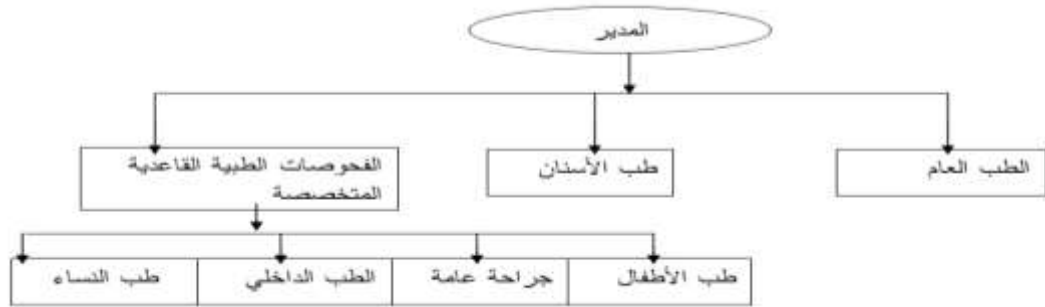 المدير
الطب العام
طب الأسنان
الفحوصات الطبية القاعدية
المتخصصة
طب الأطفال
جراحة عامة
الطب الداخلي
طب النساء